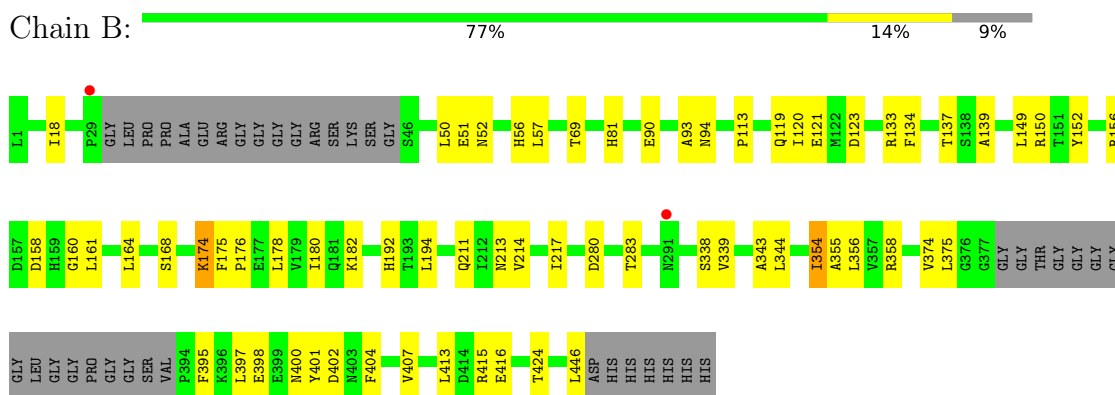 Chain B:
77% 14% 9%
L1 I18 P29 GLY LEU PRO PRO ALA GLU ARG GLY GLY GLY GLY ARG SER LYS SER GLY S46 L50 E51 N52 H56 L57 T69 H81 E90 A93 N94 P113 Q119 I120 E121 M122 D123 R133 F134 T137 S138 A139 L149 R150 T151 Y152 R156
D157 D158 H159 G160 L161 L164 S168 K174 F175 P176 E177 L178 V179 I180 Q181 K182 H192 T193 L194 Q211 I212 N213 V214 I217 D280 T283 N291 S338 V339 A343 L344 I354 A355 L356 V357 R358 V374 L375 G376 G377 GLY GLY THR GLY GLY GLY GLY GLY
GLY LEU GLY GLY PRO GLY GLY SER VAL P394 F395 K396 L397 E398 E399 N400 Y401 D402 N403 F404 V407 L413 D414 R415 E416 T424 L446 ASP HIS HIS HIS HIS HIS HIS